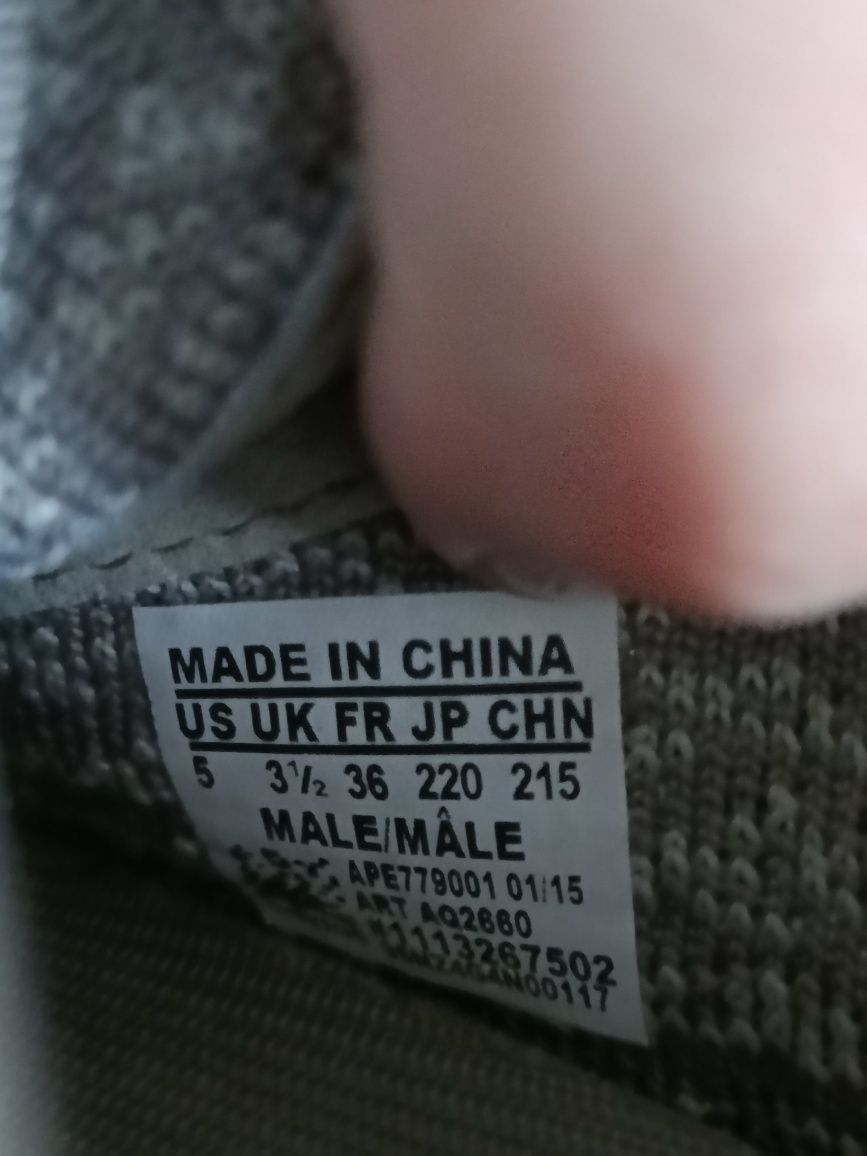 MADE IN CHINA
US UK FR JP CHN
5 3½ 36 220 215
MALE/MÂLE
APE779001 01/15
ART AQ2660
#1113267502